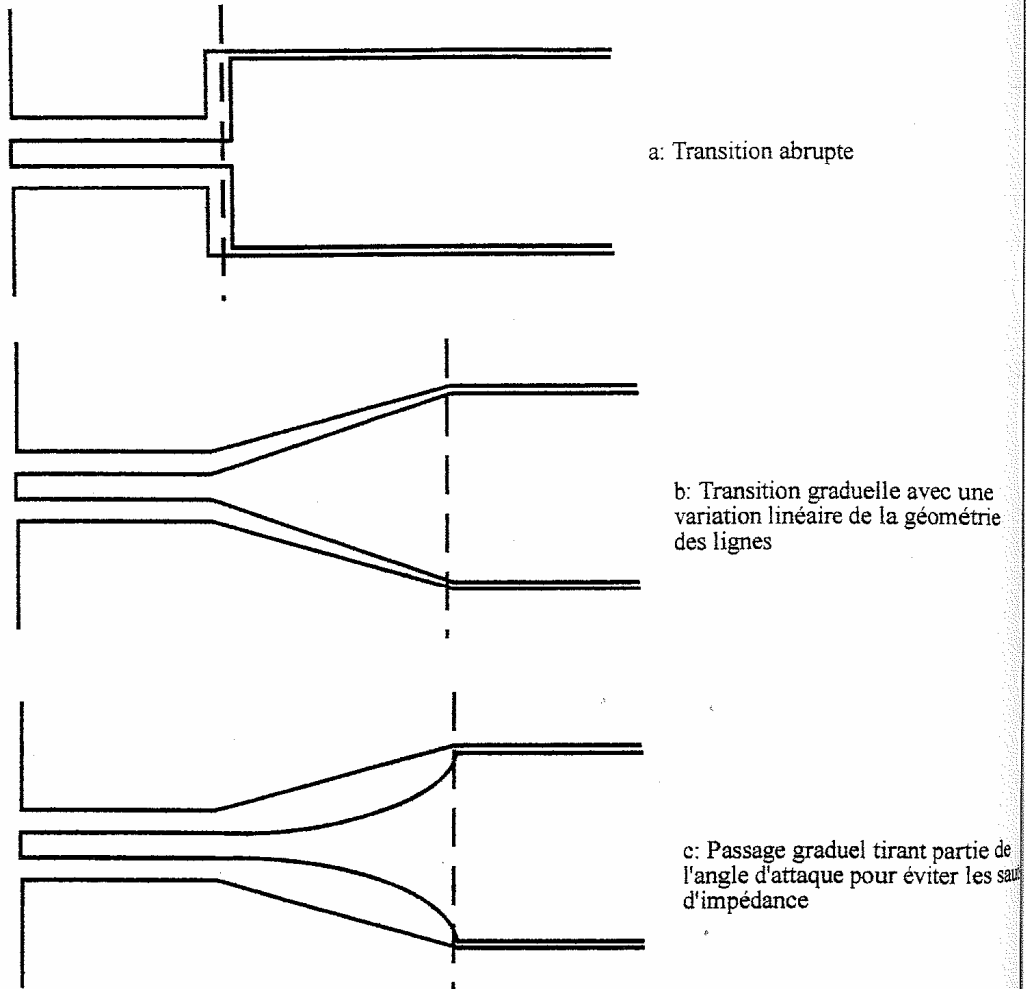 a: Transition abrupte
b: Transition graduelle avec une
variation linéaire de la géométrie
des lignes
c: Passage graduel tirant partie de
l'angle d'attaque pour éviter les
d'impédance